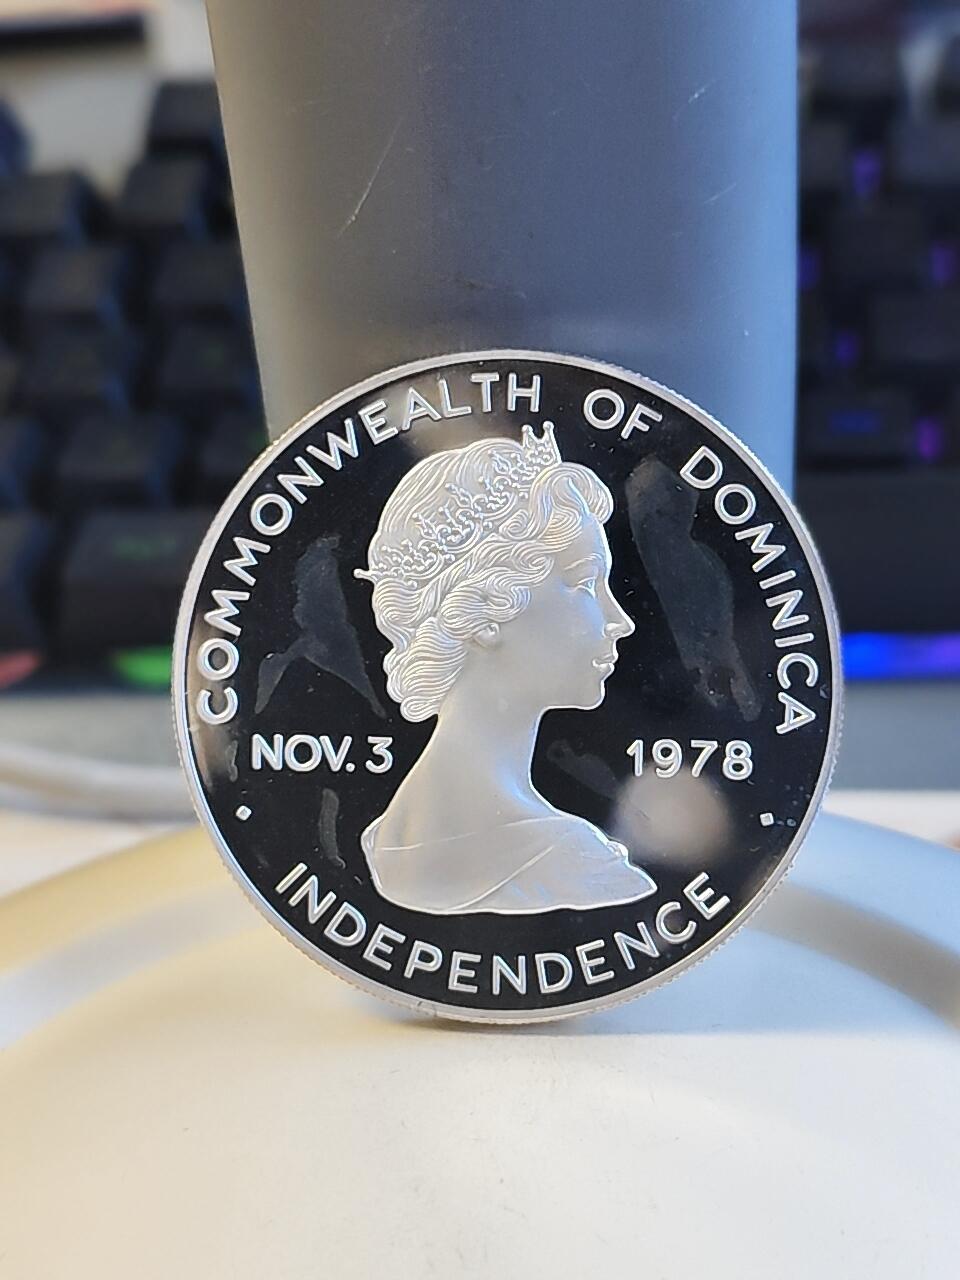 COMMONWEALTH OF DOMINICA
NOV. 3 1978
INDEPENDENCE